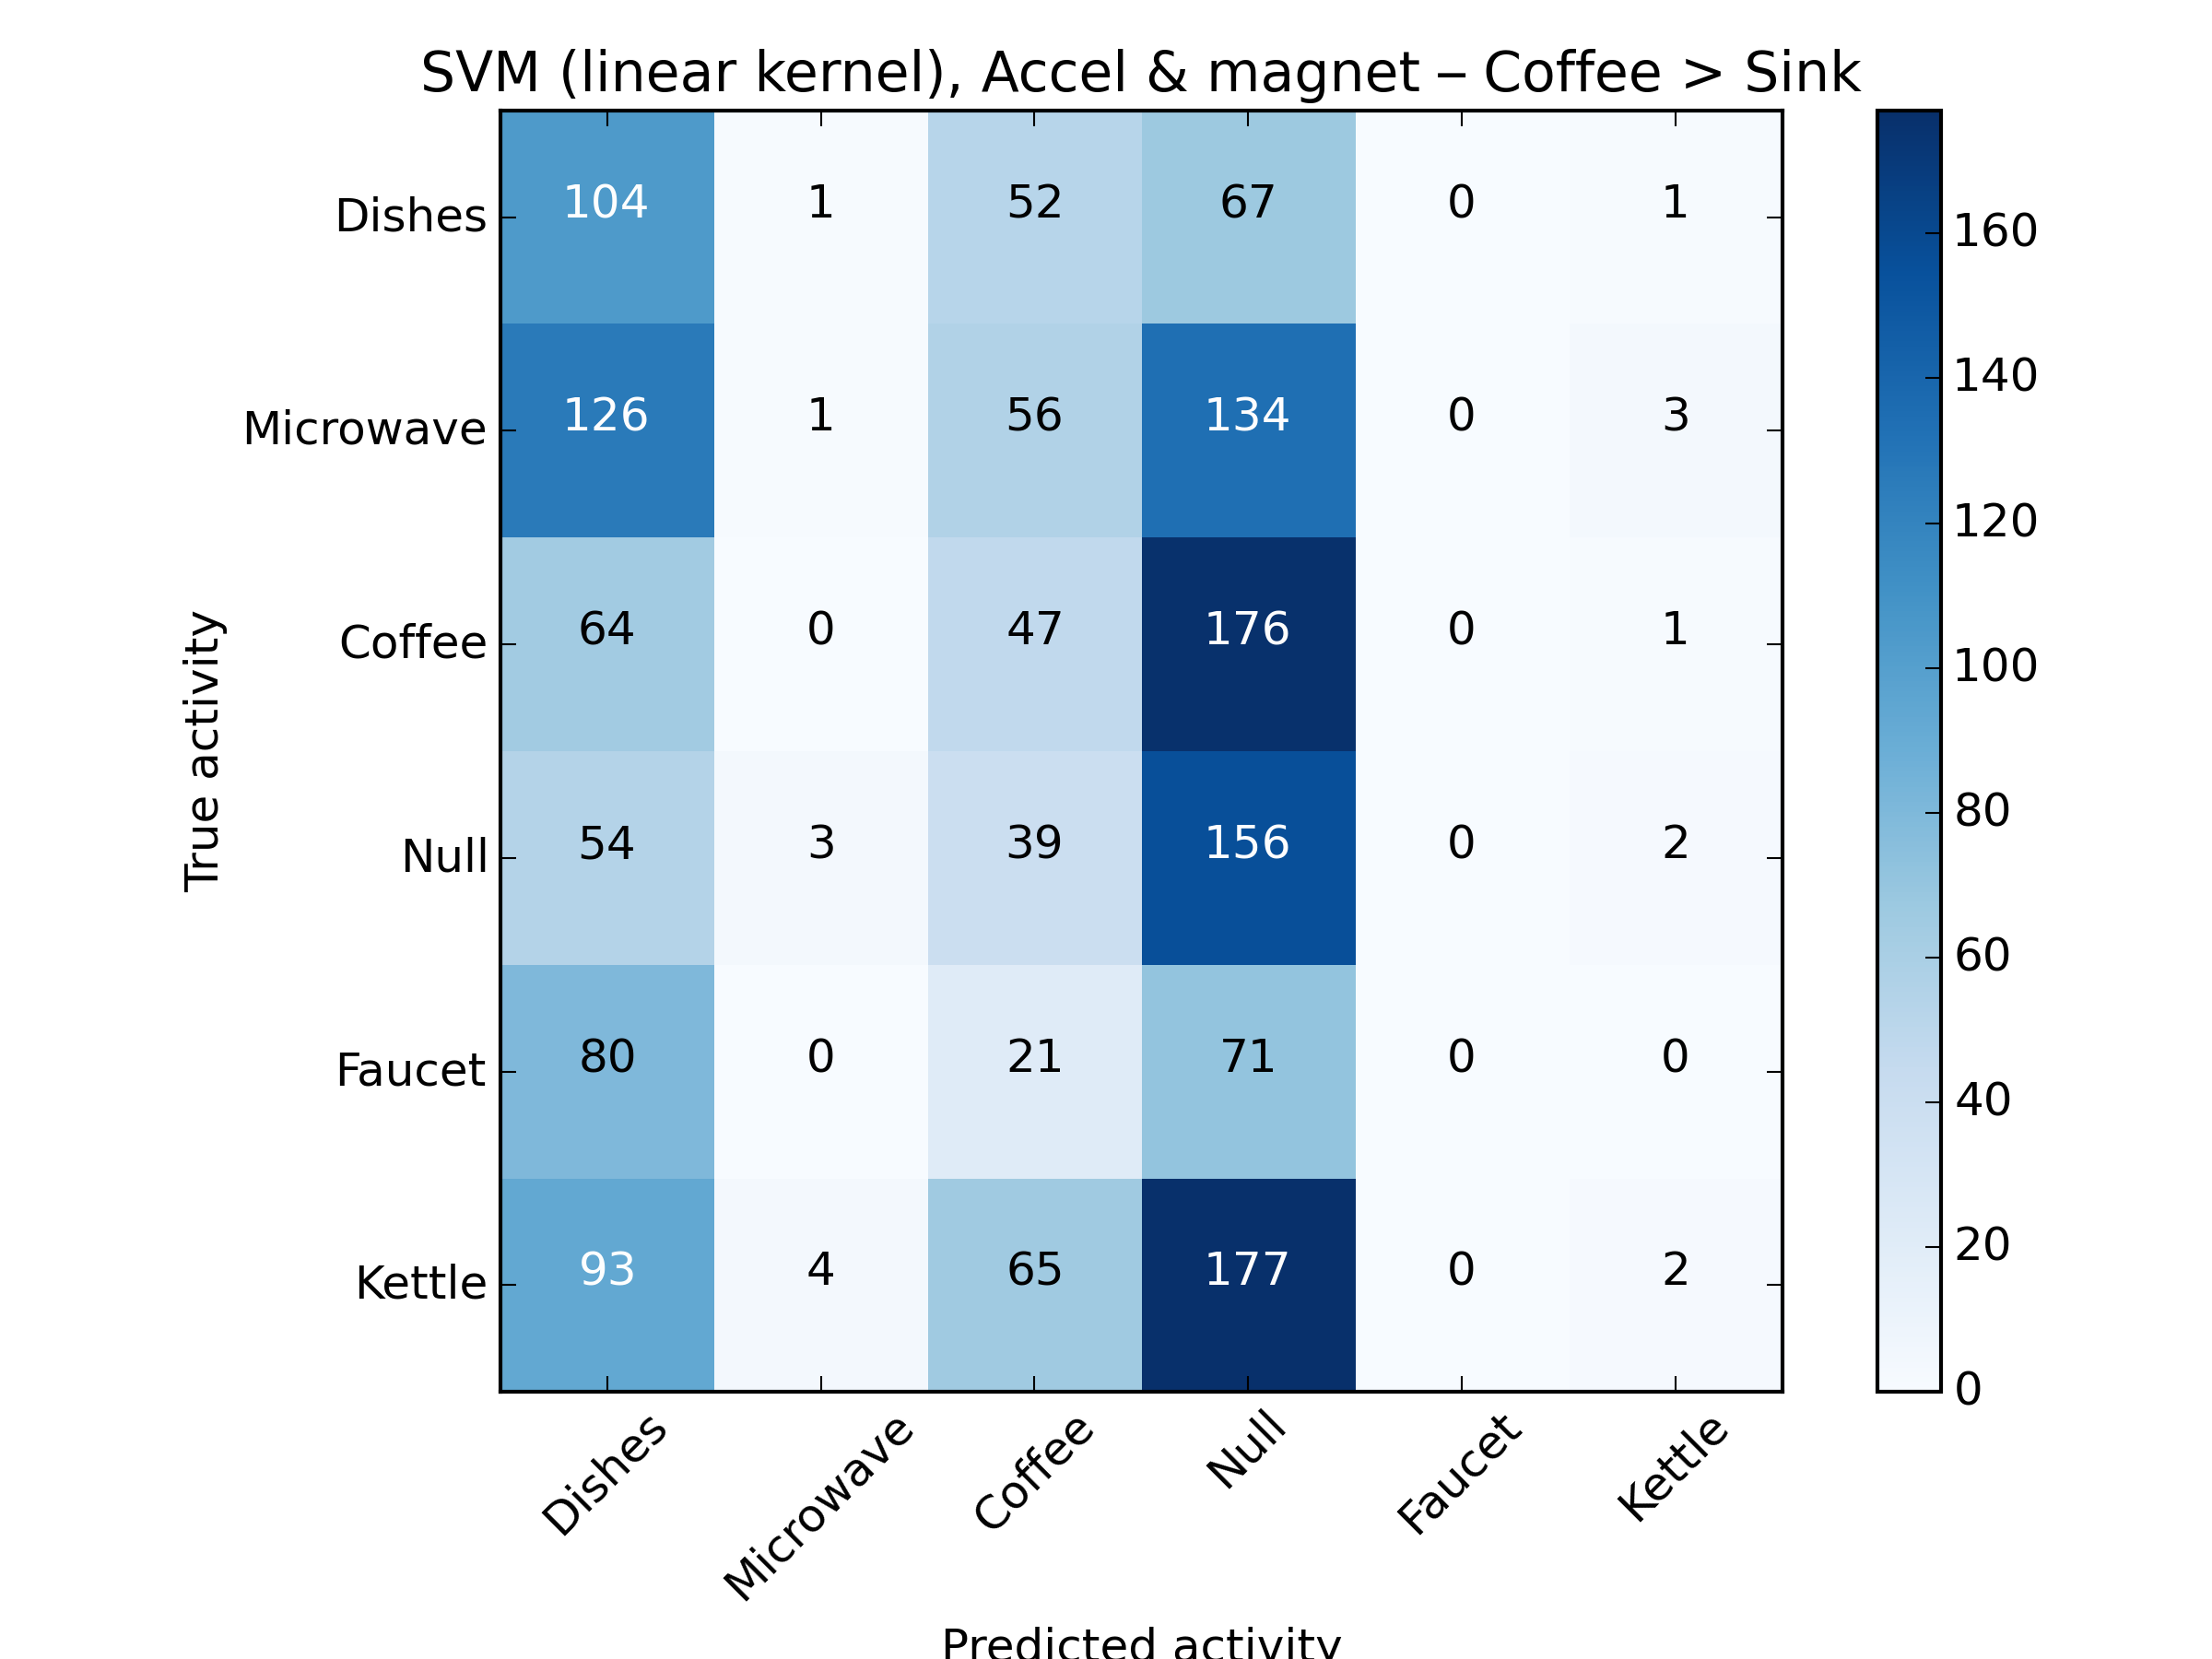 SVM (linear kernel), Accel & magnet – Coffee > Sink
Dishes 104 1 52 67 0 1
Microwave 126 1 56 134 0 3
Coffee 64 0 47 176 0 1
Null 54 3 39 156 0 2
Faucet 80 0 21 71 0 0
Kettle 93 4 65 177 0 2
True activity
Dishes Microwave Coffee Null Faucet Kettle
Predicted activity
160
140
120
100
80
60
40
20
0